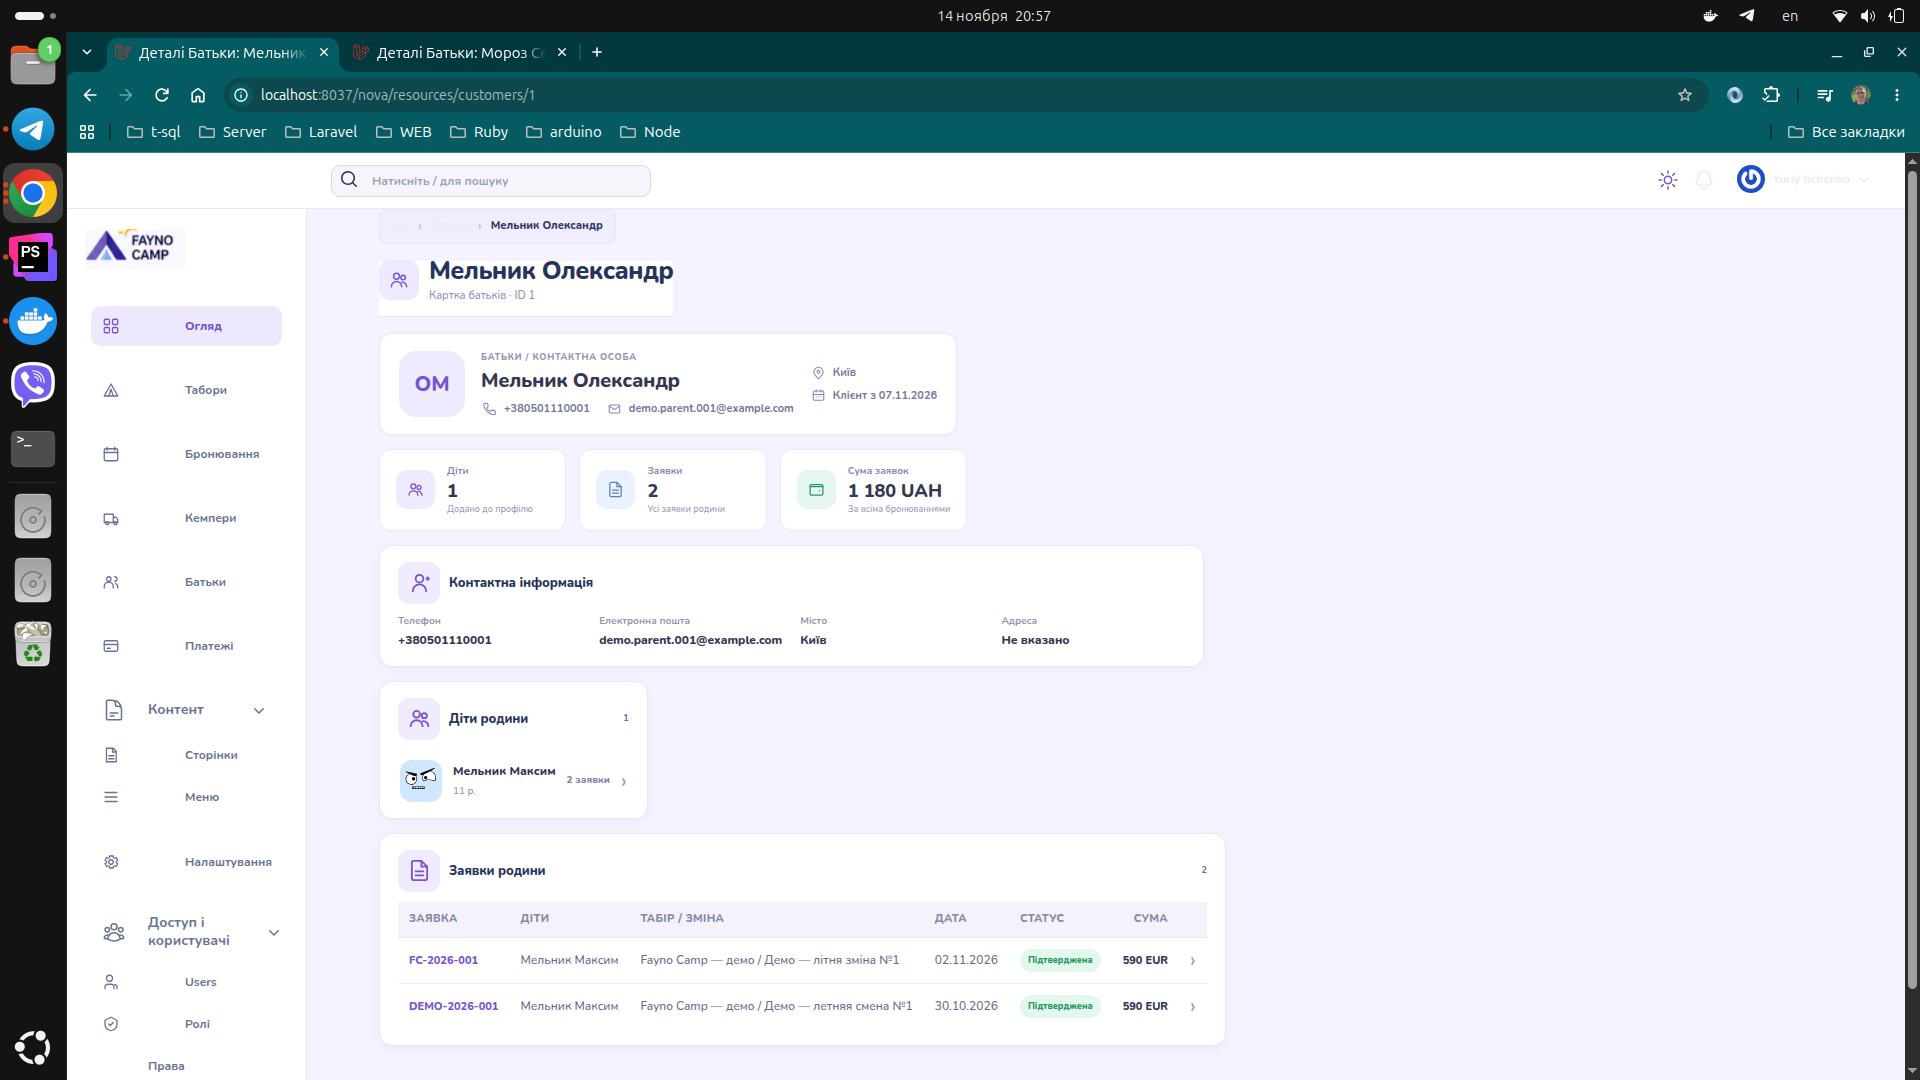 14 ноября 20:57
en
1
Деталі Батьки: Мельник
Деталі Батьки: Мороз Се
localhost:8037/nova/resources/customers/1
t-sql
Server
Laravel
WEB
Ruby
arduino
Node
Все закладки
Натисніть / для пошуку
Yuriy Ilchenko
FAYNO
CAMP
Огляд
Табори
Бронювання
Кемпери
Батьки
Платежі
Контент
Сторінки
Меню
Налаштування
Доступ і
користувачі
Users
Ролі
Права
› › Мельник Олександр
Мельник Олександр
Картка батьків · ID 1
ОМ
БАТЬКИ / КОНТАКТНА ОСОБА
Мельник Олександр
+380501110001 demo.parent.001@example.com
Київ
Клієнт з 07.11.2026
Діти
1
Додано до профілю
Заявки
2
Усі заявки родини
Сума заявок
1 180 UAH
За всіма бронюваннями
Контактна інформація
Телефон Електронна пошта Місто Адреса
+380501110001 demo.parent.001@example.com Київ Не вказано
Діти родини 1
Мельник Максим
11 р.
2 заявки ›
Заявки родини 2
ЗАЯВКА ДІТИ ТАБІР / ЗМІНА ДАТА СТАТУС СУМА
FC-2026-001 Мельник Максим Fayno Camp — демо / Демо — літня зміна №1 02.11.2026 Підтверджена 590 EUR ›
DEMO-2026-001 Мельник Максим Fayno Camp — демо / Демо — летняя смена №1 30.10.2026 Підтверджена 590 EUR ›
PS
>_